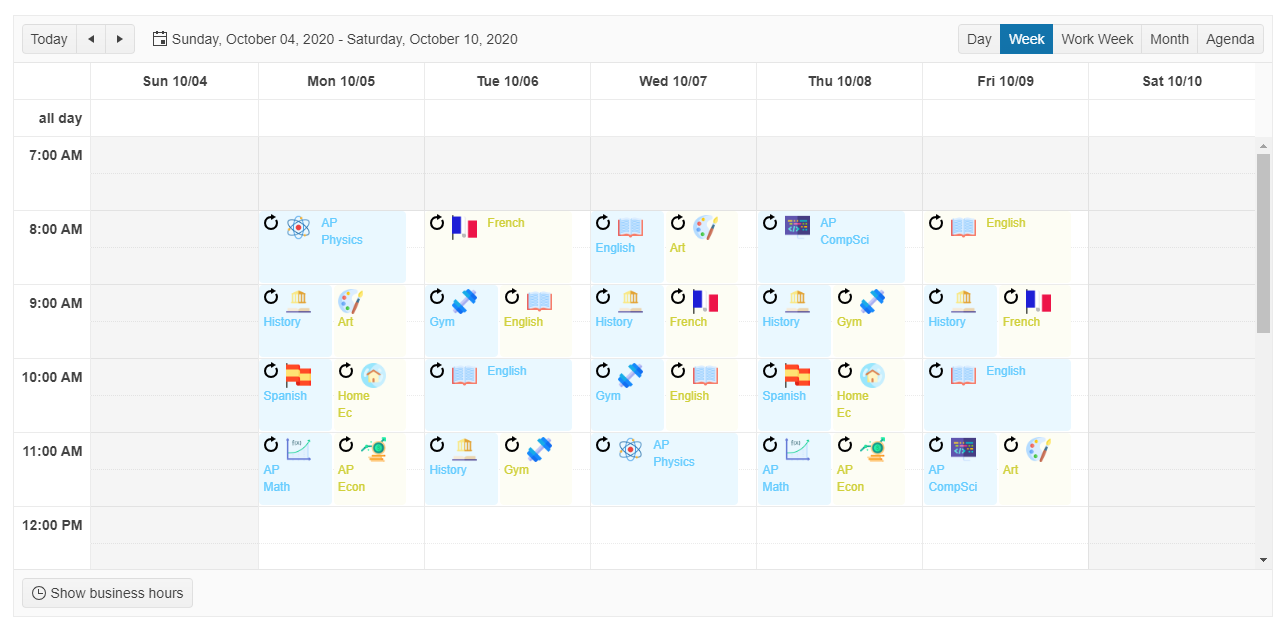 Today Sunday, October 04, 2020 - Saturday, October 10, 2020 Day Week Work Week Month Agenda
Sun 10/04 Mon 10/05 Tue 10/06 Wed 10/07 Thu 10/08 Fri 10/09 Sat 10/10
all day
7:00 AM
8:00 AM
AP
Physics
French
English
Art
AP
CompSci
English
9:00 AM
History
Art
Gym
English
History
French
History
Gym
History
French
10:00 AM
Spanish
Home
Ec
English
Gym
English
Spanish
Home
Ec
English
11:00 AM
AP
Math
AP
Econ
History
Gym
AP
Physics
AP
Math
AP
Econ
AP
CompSci
Art
12:00 PM
Show business hours